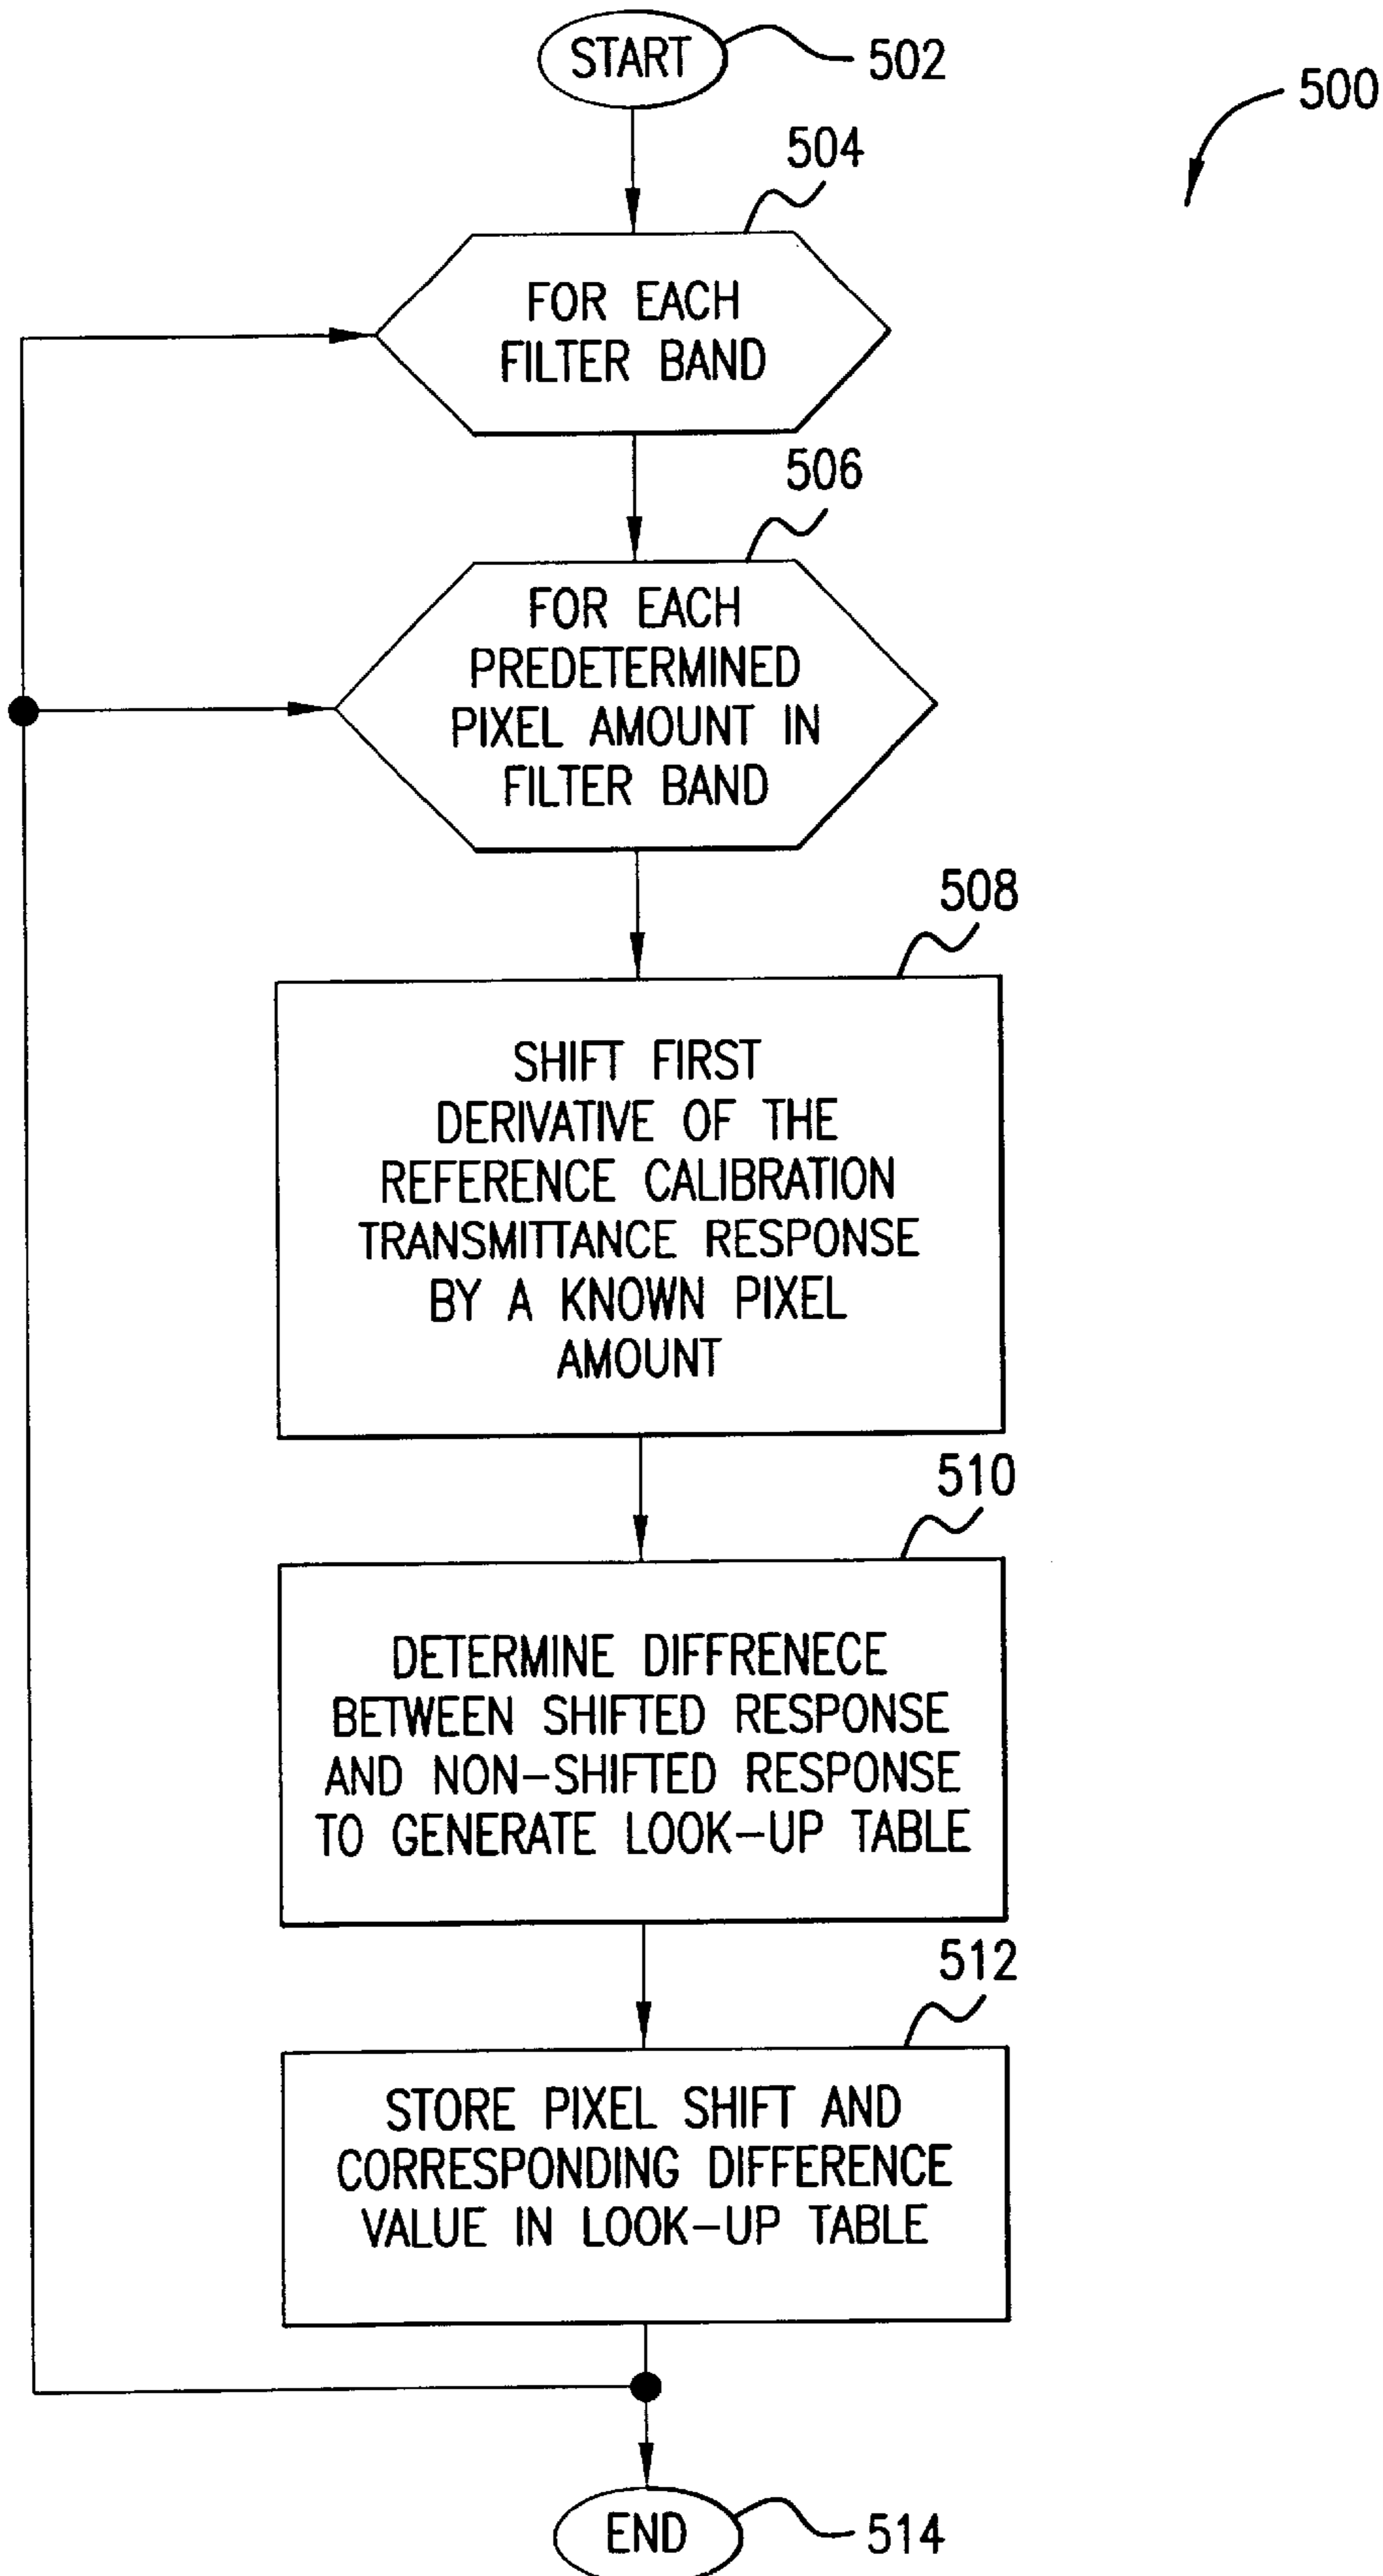 START
502
500
504
FOR EACH
FILTER BAND
506
FOR EACH
PREDETERMINED
PIXEL AMOUNT IN
FILTER BAND
508
SHIFT FIRST
DERIVATIVE OF THE
REFERENCE CALIBRATION
TRANSMITTANCE RESPONSE
BY A KNOWN PIXEL
AMOUNT
510
DETERMINE DIFFRENECE
BETWEEN SHIFTED RESPONSE
AND NON-SHIFTED RESPONSE
TO GENERATE LOOK-UP TABLE
512
STORE PIXEL SHIFT AND
CORRESPONDING DIFFERENCE
VALUE IN LOOK-UP TABLE
END
514